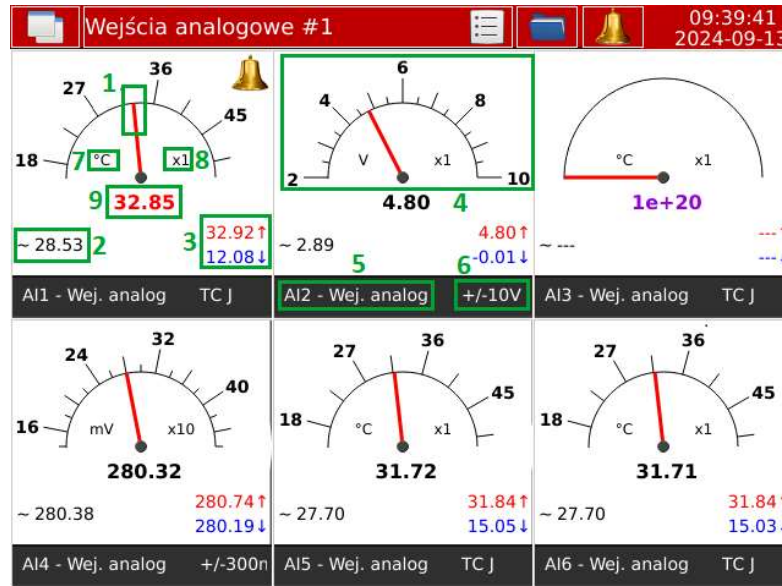 Wejścia analogowe #1
09:39:41
2024-09-13
1
27
36
45
18
7
°C
x1
8
9
32.85
~ 28.53
2
3
32.92↑
12.08↓
AI1 - Wej. analog TC J
6
4
8
2
10
V
x1
4.80
4
~ 2.89
4.80↑
-0.01↓
5
6
AI2 - Wej. analog +/-10V
°C
x1
1e+20
~ ---
---↑
---↓
AI3 - Wej. analog TC J
32
24
40
16
mV
x10
280.32
~ 280.38
280.74↑
280.19↓
AI4 - Wej. analog +/-300m
36
27
45
18
°C
x1
31.72
~ 27.70
31.84↑
15.05↓
AI5 - Wej. analog TC J
36
27
45
18
°C
x1
31.71
~ 27.70
31.84↑
15.03↓
AI6 - Wej. analog TC J